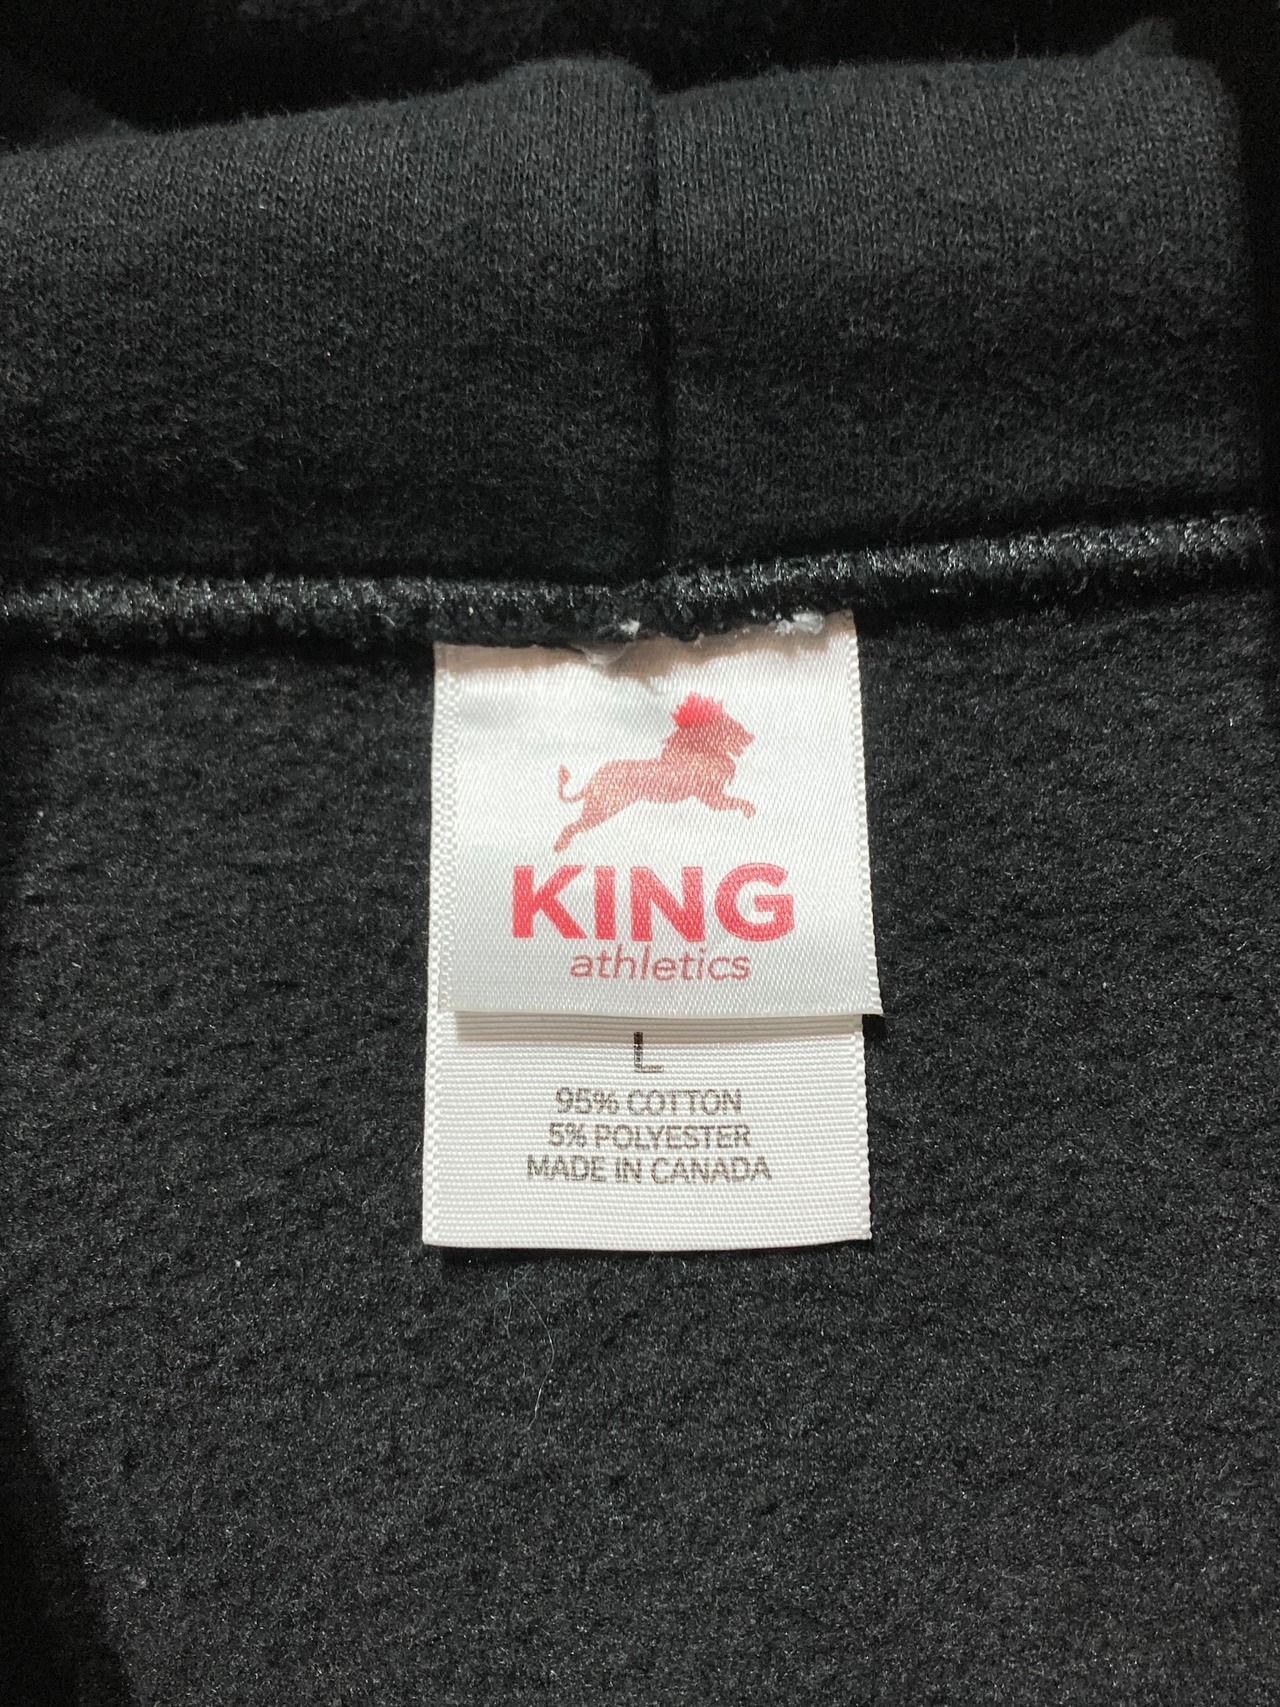 KING
athletics
L
95% COTTON
5% POLYESTER
MADE IN CANADA